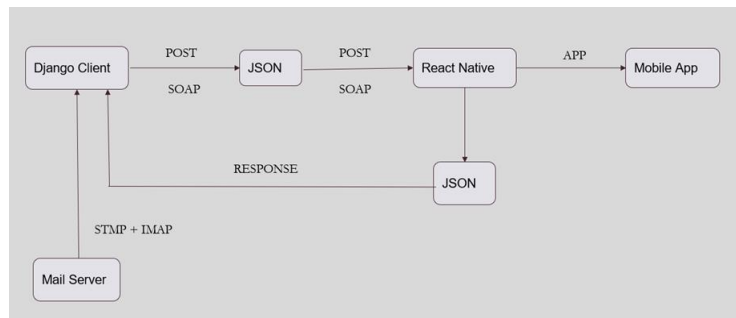 POST
POST
APP
Django Client
JSON
React Native
Mobile App
SOAP
SOAP
RESPONSE
JSON
STMP + IMAP
Mail Server